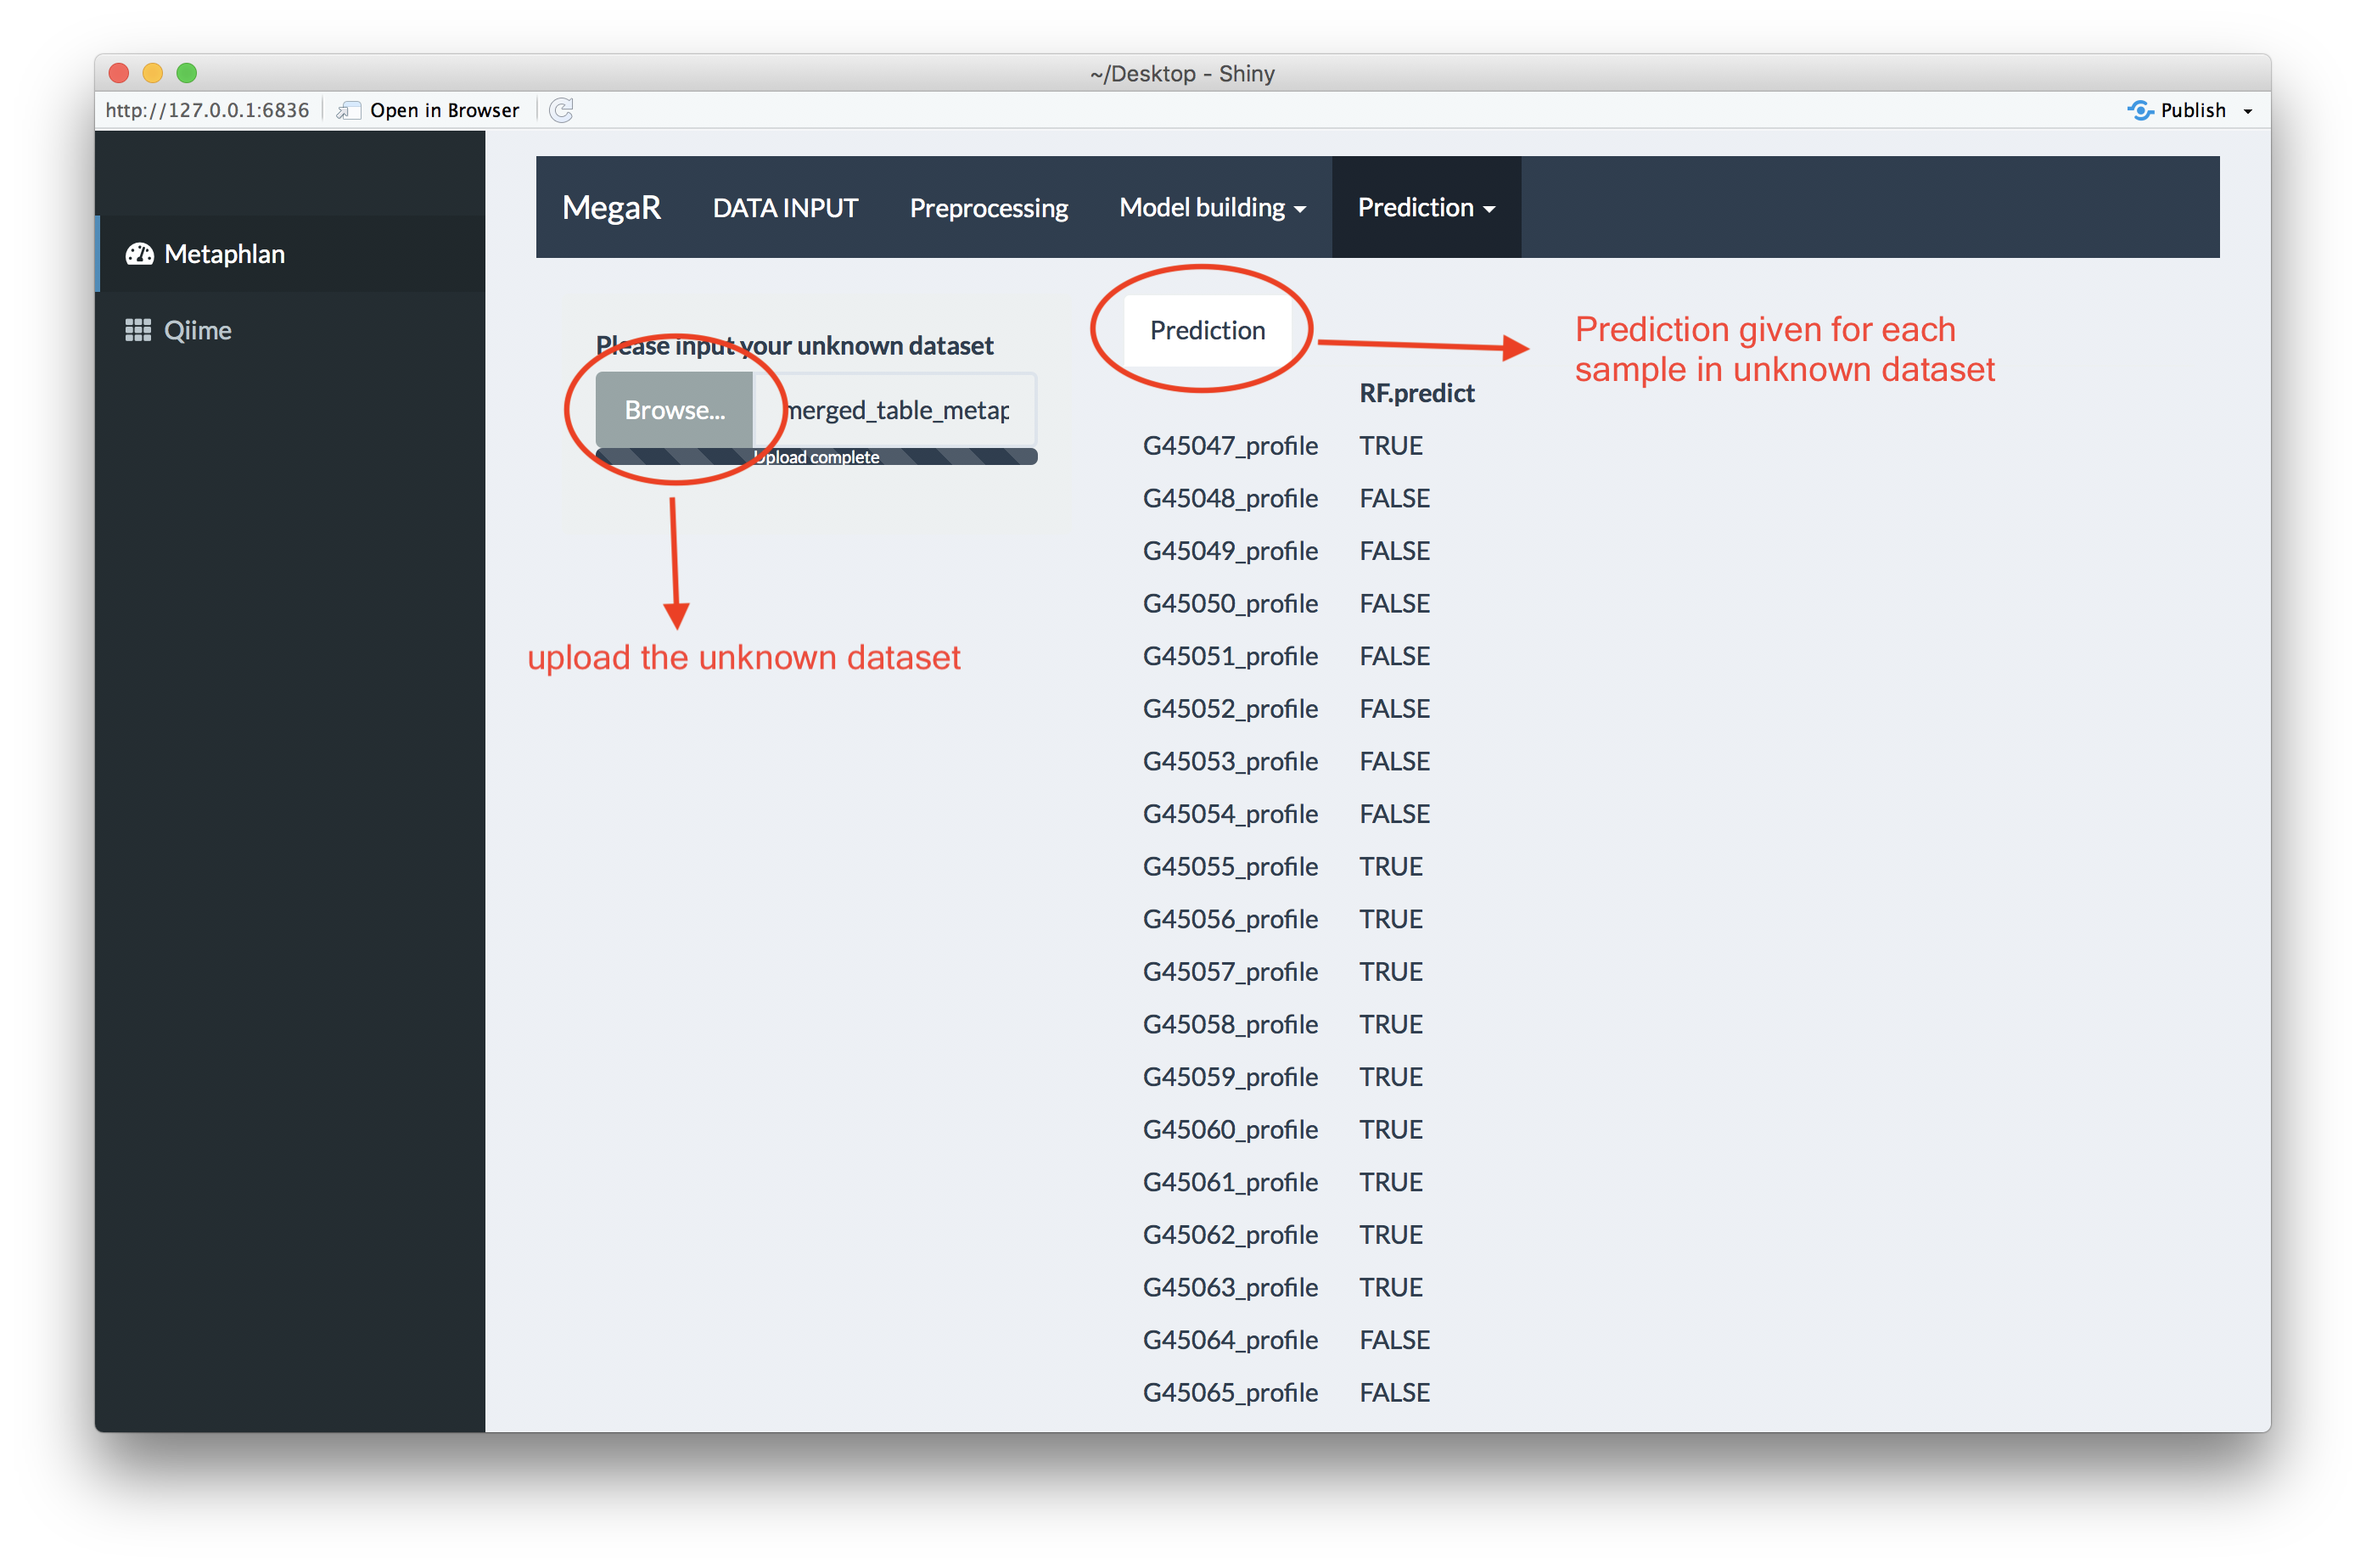 ~/Desktop - Shiny
http://127.0.0.1:6836 Open in Browser Publish
MegaR DATA INPUT Preprocessing Model building Prediction
Metaphlan
Qiime
Please input your unknown dataset
Browse... merged_table_metap
Upload complete
upload the unknown dataset
Prediction
Prediction given for each
sample in unknown dataset
RF.predict
G45047_profile TRUE
G45048_profile FALSE
G45049_profile FALSE
G45050_profile FALSE
G45051_profile FALSE
G45052_profile FALSE
G45053_profile FALSE
G45054_profile FALSE
G45055_profile TRUE
G45056_profile TRUE
G45057_profile TRUE
G45058_profile TRUE
G45059_profile TRUE
G45060_profile TRUE
G45061_profile TRUE
G45062_profile TRUE
G45063_profile TRUE
G45064_profile FALSE
G45065_profile FALSE